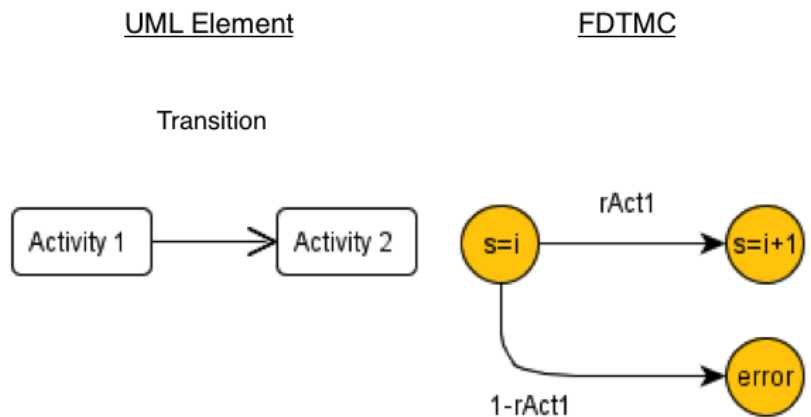 UML Element
FDTMC
Transition
Activity 1
Activity 2
s=i
rAct1
s=i+1
error
1-rAct1